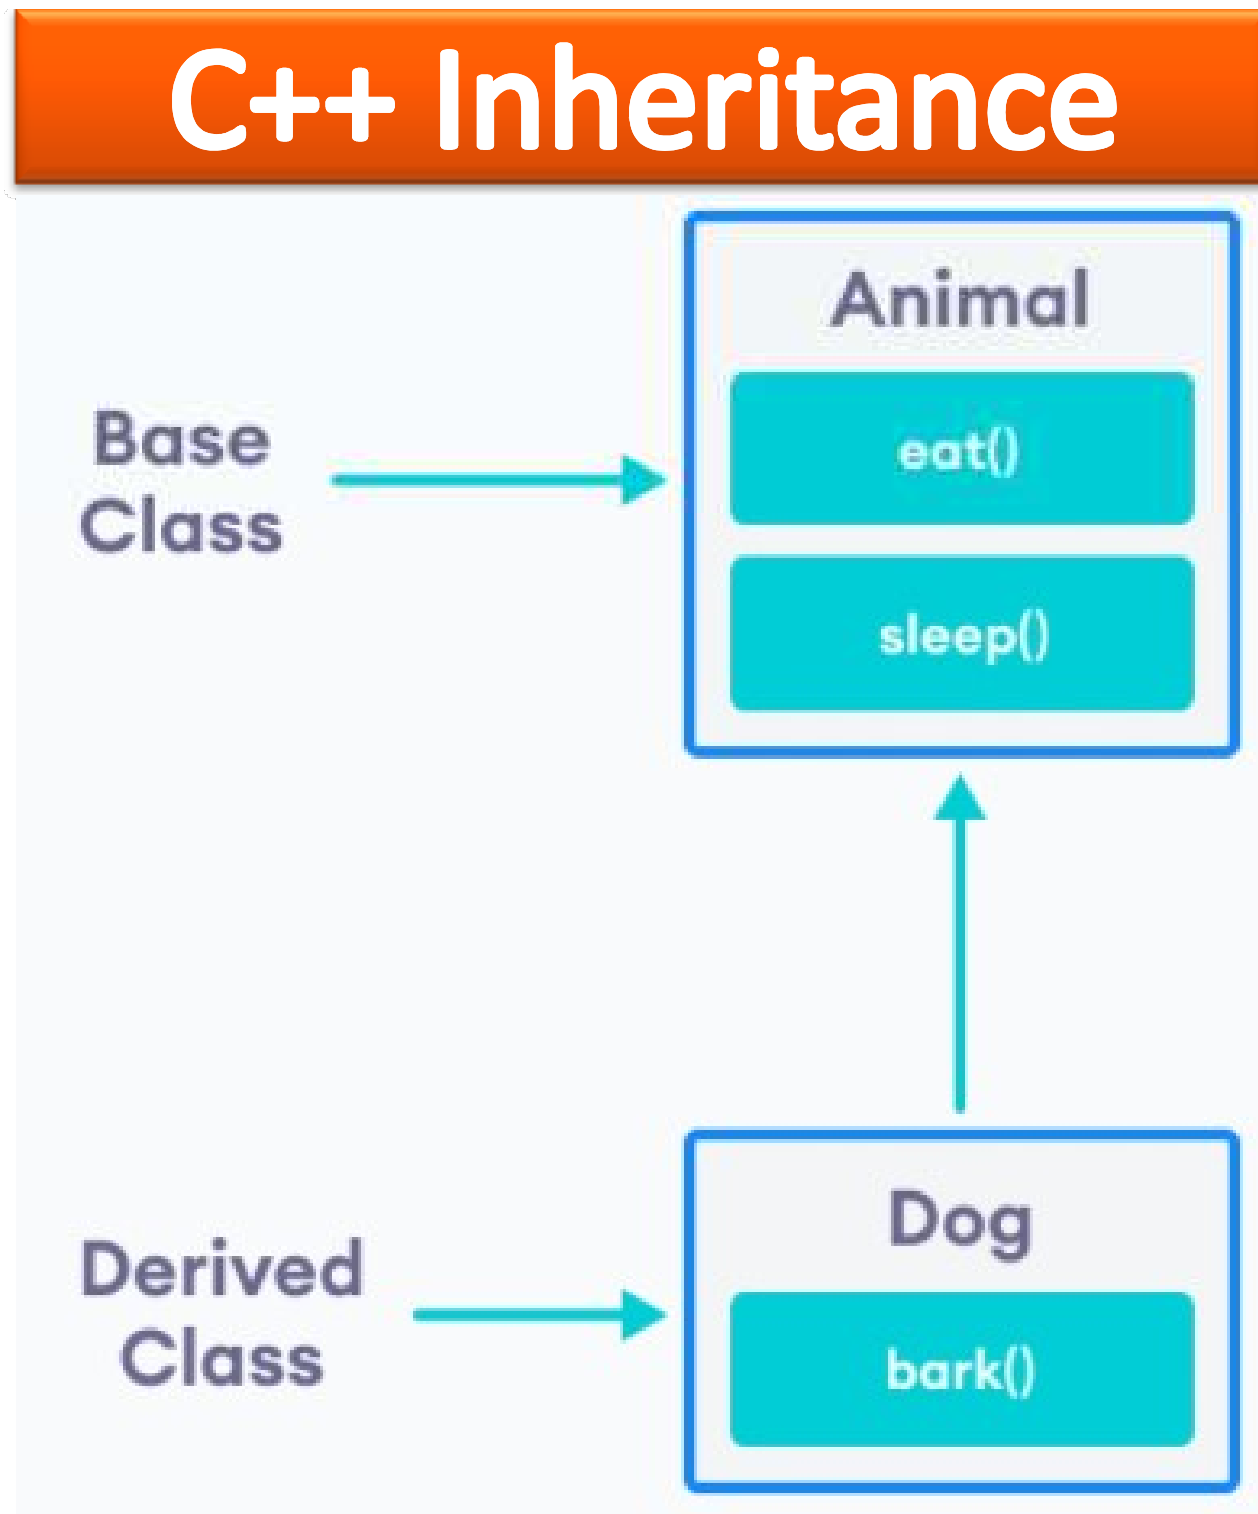 C++ Inheritance
Animal
Base
Class
eat()
sleep()
Dog
Derived
Class
bark()